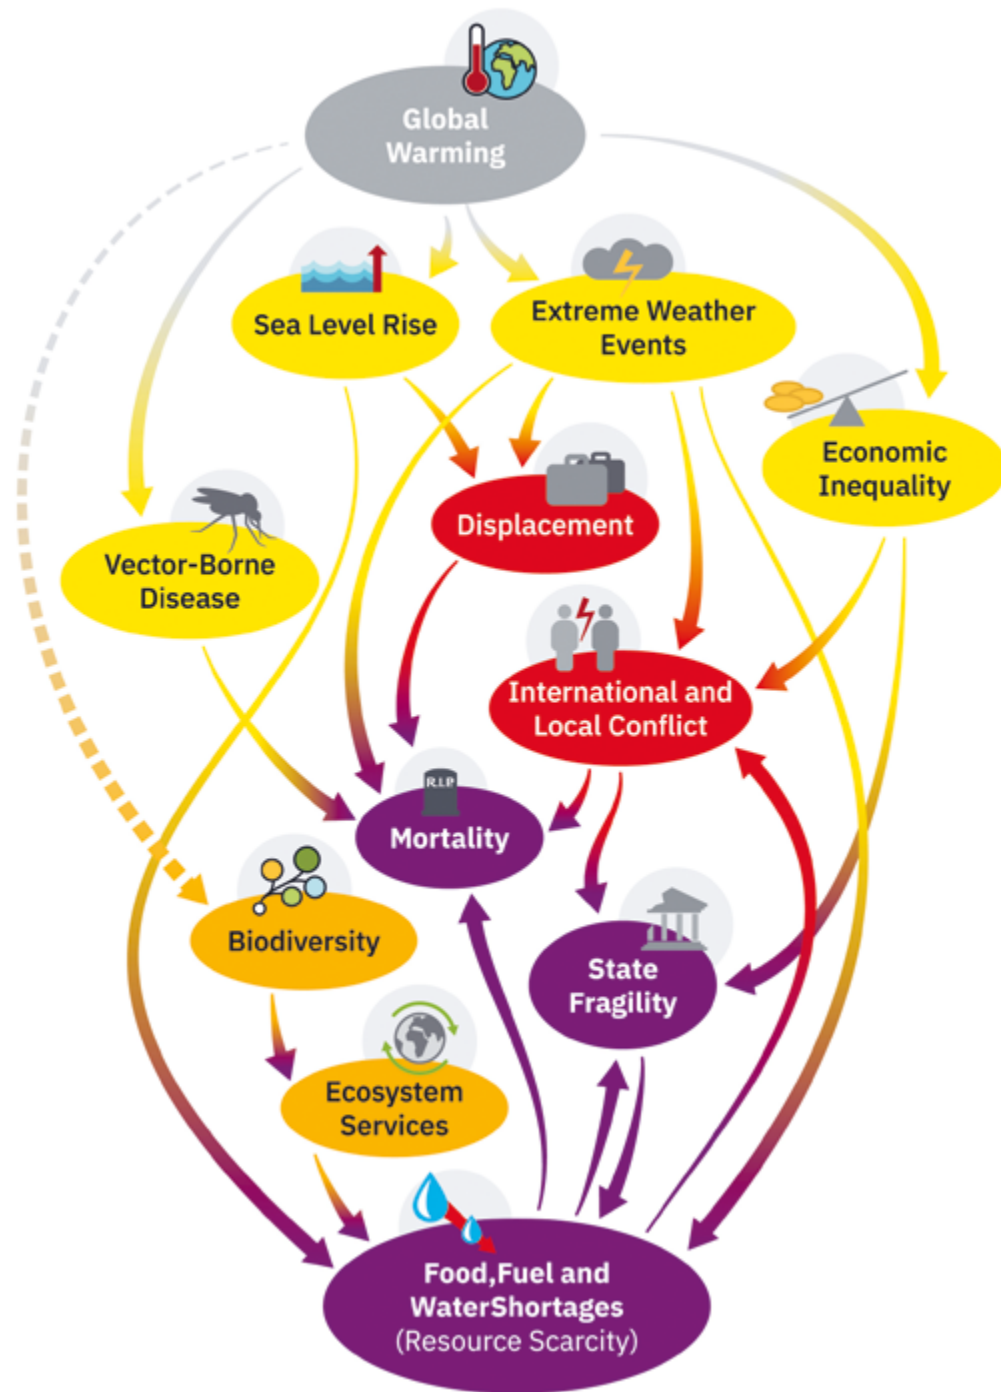 Global
Warming
Sea Level Rise
Extreme Weather
Events
Economic
Inequality
Displacement
Vector-Borne
Disease
International and
Local Conflict
R.I.P
Mortality
Biodiversity
State
Fragility
Ecosystem
Services
Food,Fuel and
WaterShortages
(Resource Scarcity)